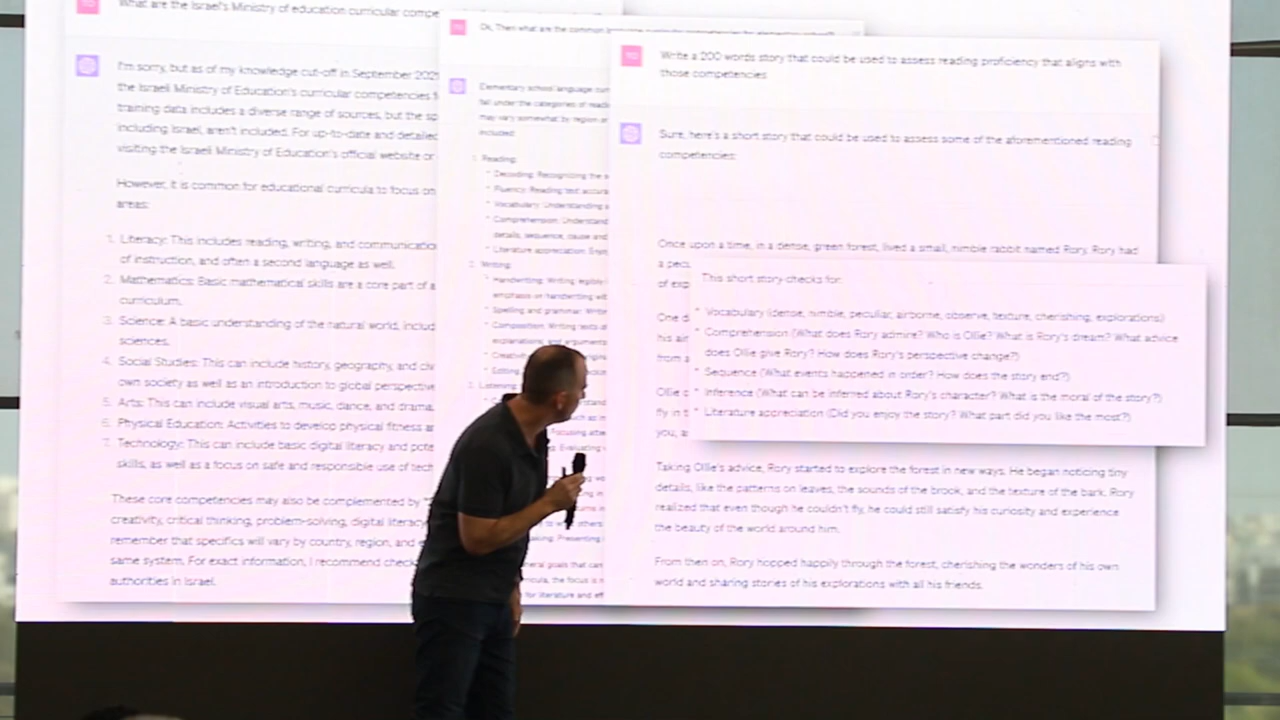 What are the Israel's Ministry of education curricular compe
I'm sorry, but as of my knowledge cut-off in September 202
the Israeli Ministry of Education's curricular competencies f
training data includes a diverse range of sources, but the sp
including Israel, aren't included. For up-to-date and detailed
visiting the Israeli Ministry of Education's official website or
However, it is common for educational curricula to focus on
areas:
1. Literacy: This includes reading, writing, and communicatio
of instruction, and often a second language as well.
2. Mathematics: Basic mathematical skills are a core part of a
curriculum.
3. Science: A basic understanding of the natural world, includ
sciences.
4. Social Studies: This can include history, geography, and civ
own society as well as an introduction to global perspective
5. Arts: This can include visual arts, music, dance, and drama.
6. Physical Education: Activities to develop physical fitness an
7. Technology: This can include basic digital literacy and pote
skills, as well as a focus on safe and responsible use of tech
These core competencies may also be complemented by
creativity, critical thinking, problem-solving, digital literacy
remember that specifics will vary by country, region, and e
same system. For exact information, I recommend check
authorities in Israel.
Ok, Then what are the common
Elementary school language cur
fall under the categories of readi
may vary somewhat by region or
included:
1. Reading:
* Decoding: Recognizing the s
* Fluency: Reading text accura
* Vocabulary: Understanding a
* Comprehension: Understand
details, sequence, cause and
* Literature appreciation: Enjoy
2. Writing:
* Handwriting: Writing legibly
emphasis on handwriting wit
* Spelling and grammar: Write
* Composition: Writing texts of
explanations, and arguments
* Creativ
* Editing
3. Listening
Write a 200 words story that could be used to assess reading proficiency that aligns with
those competencies
Sure, here's a short story that could be used to assess some of the aforementioned reading
competencies:
Once upon a time, in a dense, green forest, lived a small, nimble rabbit named Rory. Rory had
a pecu
of exp
One d
his air
from a
Ollie c
fly in t
you, a
This short story checks for:
* Vocabulary (dense, nimble, peculiar, airborne, observe, texture, cherishing, explorations)
* Comprehension (What does Rory admire? Who is Ollie? What is Rory's dream? What advice
does Ollie give Rory? How does Rory's perspective change?)
* Sequence (What events happened in order? How does the story end?)
* Inference (What can be inferred about Rory's character? What is the moral of the story?)
* Literature appreciation (Did you enjoy the story? What part did you like the most?)
Taking Ollie's advice, Rory started to explore the forest in new ways. He began noticing tiny
details, like the patterns on leaves, the sounds of the brook, and the texture of the bark. Rory
realized that even though he couldn't fly, he could still satisfy his curiosity and experience
the beauty of the world around him.
From then on, Rory hopped happily through the forest, cherishing the wonders of his own
world and sharing stories of his explorations with all his friends.